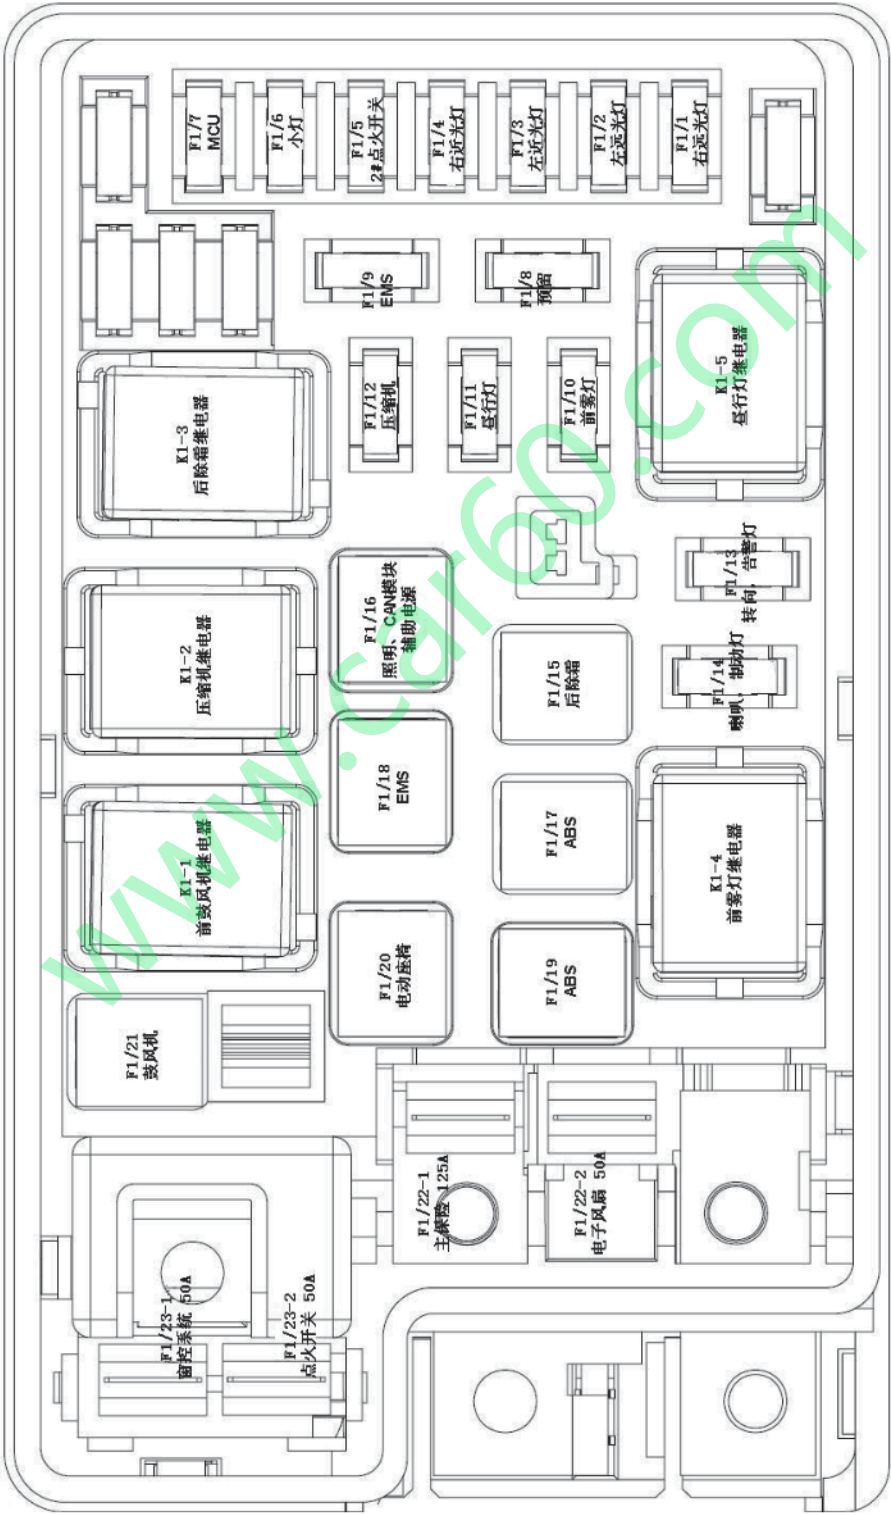 F1/7
MCU
F1/6
小灯
F1/5
2#点火开关
F1/4
右近光灯
F1/3
左近光灯
F1/2
左远光灯
F1/1
右远光灯
F1/9
EMS
F1/8
预留
F1/12
压缩机
F1/11
昼行灯
F1/10
前雾灯
K1-5
昼行灯继电器
K1-3
后除霜继电器
F1/13
转向，告警灯
F1/16
照明、CAN模块
辅助电源
K1-2
压缩机继电器
F1/15
后除霜
F1/14
喇叭，制动灯
F1/18
EMS
F1/17
ABS
K1-1
前鼓风机继电器
K1-4
前雾灯继电器
F1/20
电动座椅
F1/19
ABS
F1/21
鼓风机
F1/22-1
主保险 125A
F1/22-2
电子风扇 50A
F1/23-1
窗控系统 50A
F1/23-2
点火开关 50A
www.car60.com